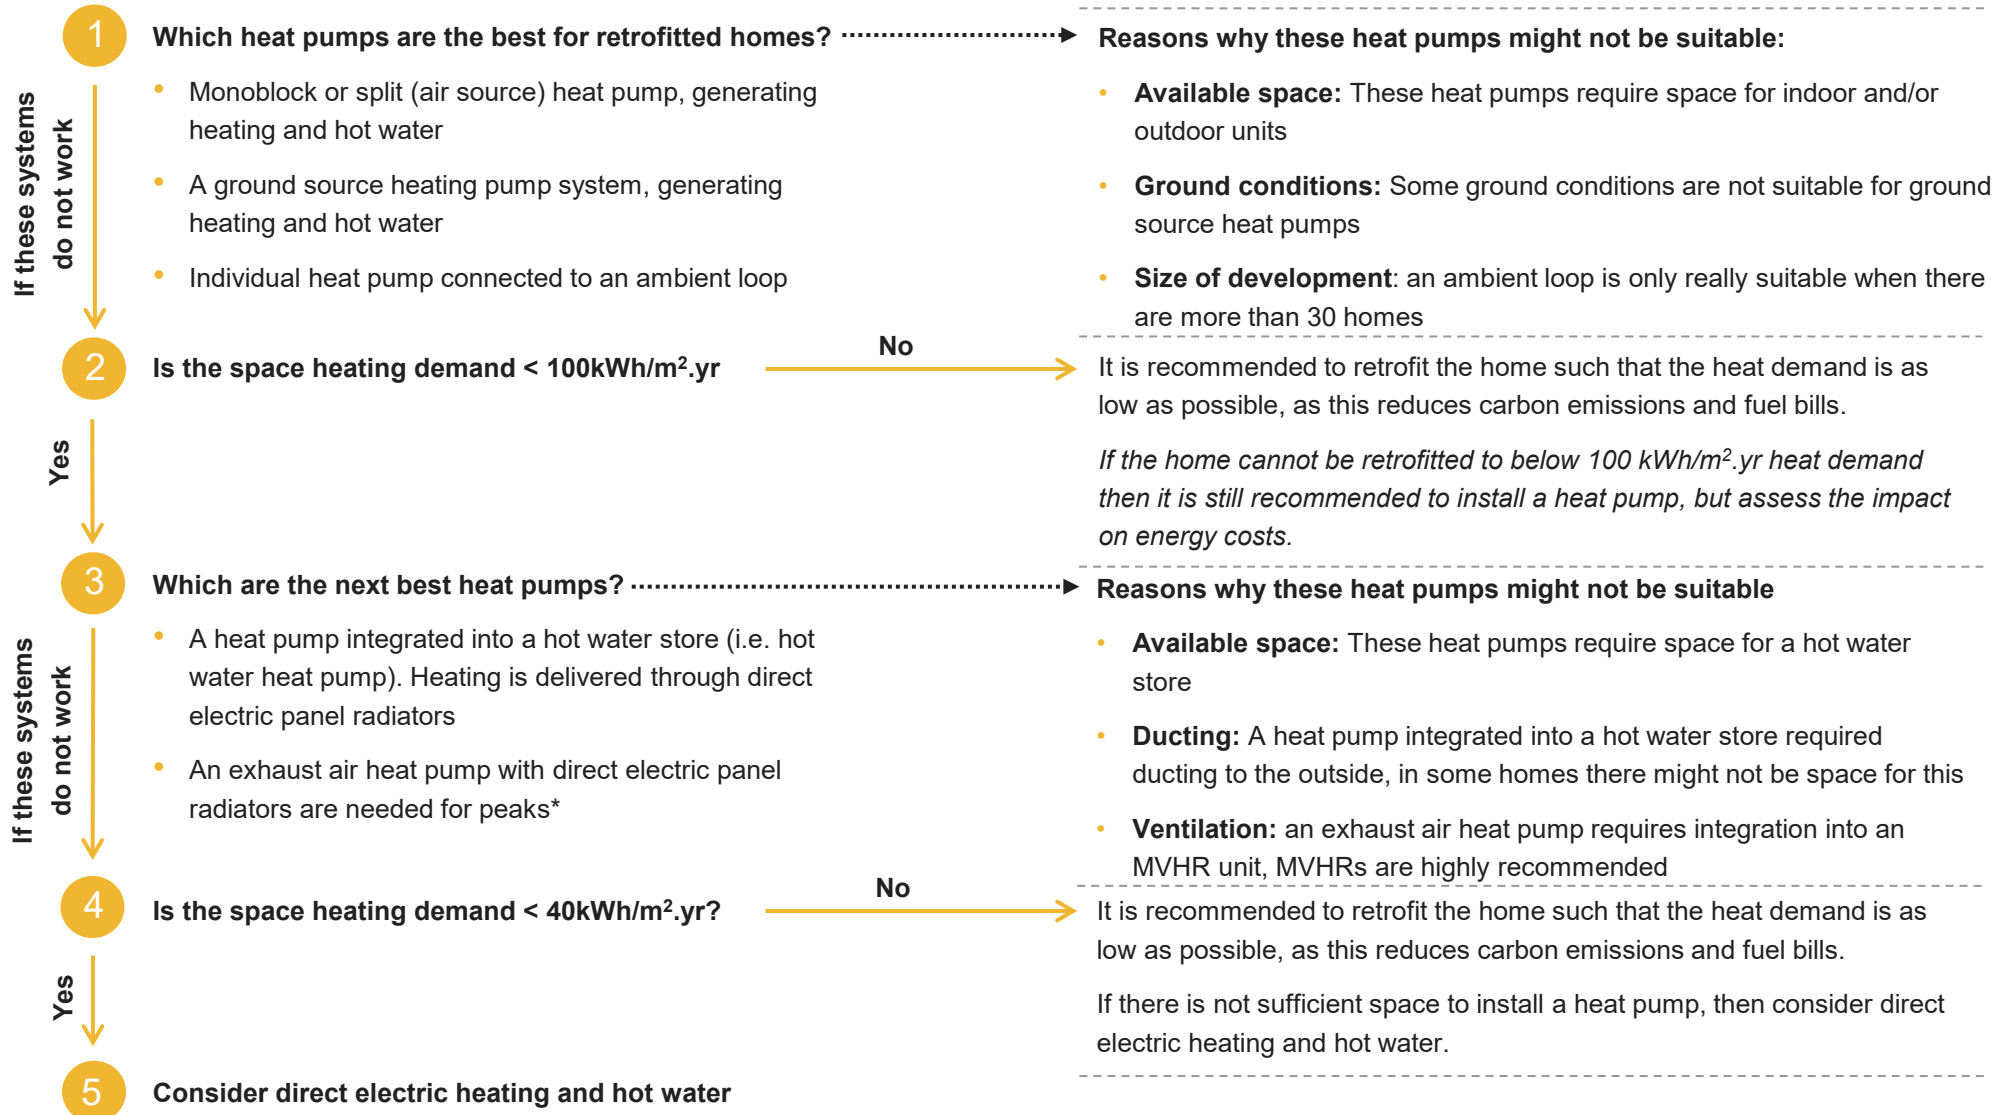 1
Which heat pumps are the best for retrofitted homes?
• Monoblock or split (air source) heat pump, generating
heating and hot water
• A ground source heating pump system, generating
heating and hot water
• Individual heat pump connected to an ambient loop
Reasons why these heat pumps might not be suitable:
• Available space: These heat pumps require space for indoor and/or
outdoor units
• Ground conditions: Some ground conditions are not suitable for ground
source heat pumps
• Size of development: an ambient loop is only really suitable when there
are more than 30 homes
If these systems
do not work
2
Is the space heating demand < 100kWh/m².yr
No
It is recommended to retrofit the home such that the heat demand is as
low as possible, as this reduces carbon emissions and fuel bills.
If the home cannot be retrofitted to below 100 kWh/m².yr heat demand
then it is still recommended to install a heat pump, but assess the impact
on energy costs.
Yes
3
Which are the next best heat pumps?
• A heat pump integrated into a hot water store (i.e. hot
water heat pump). Heating is delivered through direct
electric panel radiators
• An exhaust air heat pump with direct electric panel
radiators are needed for peaks*
Reasons why these heat pumps might not be suitable
• Available space: These heat pumps require space for a hot water
store
• Ducting: A heat pump integrated into a hot water store required
ducting to the outside, in some homes there might not be space for this
• Ventilation: an exhaust air heat pump requires integration into an
MVHR unit, MVHRs are highly recommended
If these systems
do not work
4
Is the space heating demand < 40kWh/m².yr?
No
It is recommended to retrofit the home such that the heat demand is as
low as possible, as this reduces carbon emissions and fuel bills.
If there is not sufficient space to install a heat pump, then consider direct
electric heating and hot water.
Yes
5
Consider direct electric heating and hot water